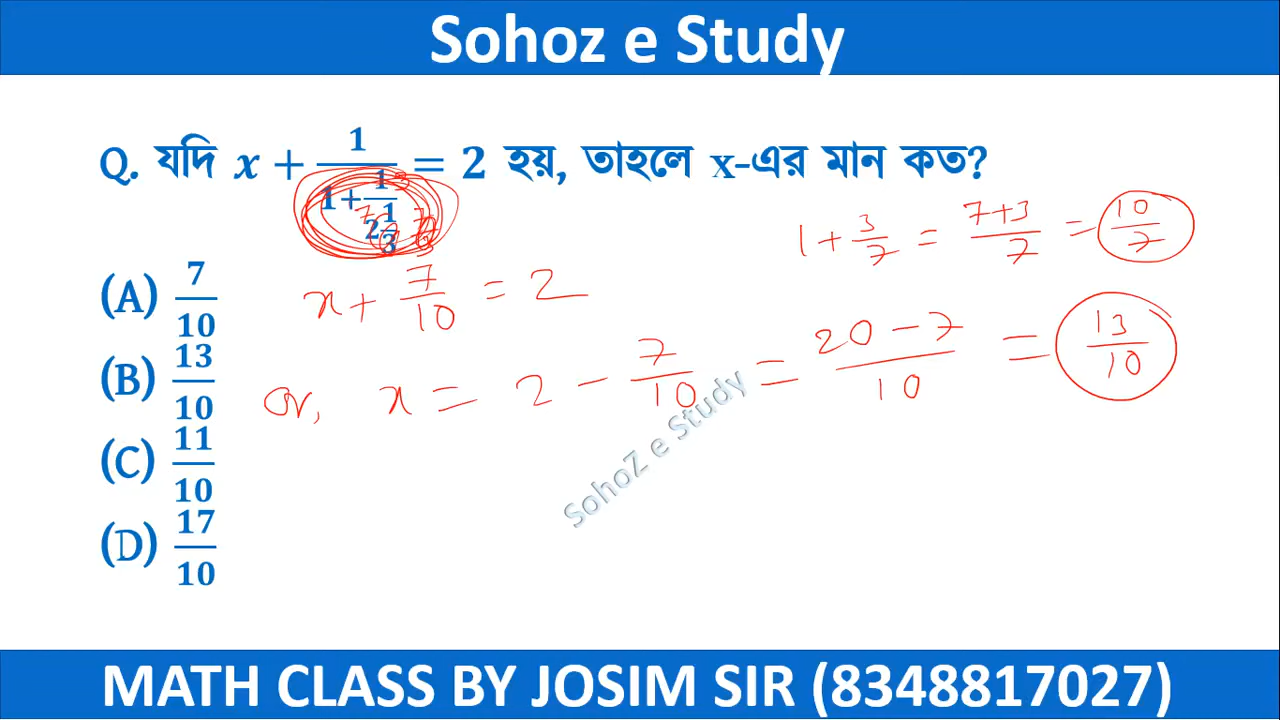 Sohoz e Study
Q. যদি x + 1/(1 + 1/(2 1/3)) = 2 হয়, তাহলে x-এর মান কত?
1 + 3/7 = (7+3)/7 = 10/7
(A) 7/10
x + 7/10 = 2
(B) 13/10
or, x = 2 - 7/10 = (20 - 7)/10 = 13/10
(C) 11/10
SohoZ e Study
(D) 17/10
MATH CLASS BY JOSIM SIR (8348817027)